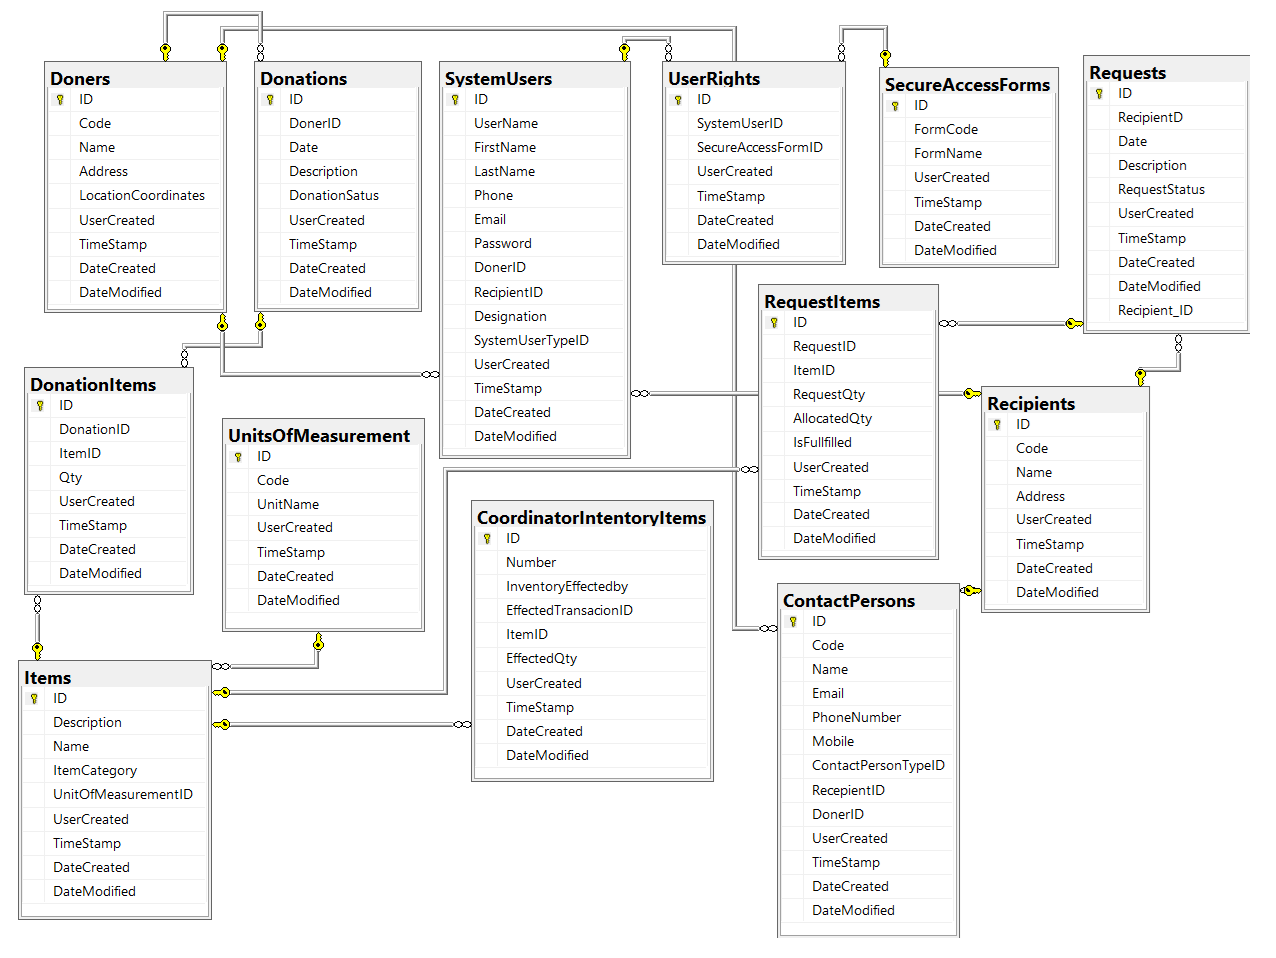 Doners
ID
Code
Name
Address
LocationCoordinates
UserCreated
TimeStamp
DateCreated
DateModified
Donations
ID
DonerID
Date
Description
DonationSatus
UserCreated
TimeStamp
DateCreated
DateModified
SystemUsers
ID
UserName
FirstName
LastName
Phone
Email
Password
DonerID
RecipientID
Designation
SystemUserTypeID
UserCreated
TimeStamp
DateCreated
DateModified
UserRights
ID
SystemUserID
SecureAccessFormID
UserCreated
TimeStamp
DateCreated
DateModified
SecureAccessForms
ID
FormCode
FormName
UserCreated
TimeStamp
DateCreated
DateModified
Requests
ID
RecipientD
Date
Description
RequestStatus
UserCreated
TimeStamp
DateCreated
DateModified
Recipient_ID
RequestItems
ID
RequestID
ItemID
RequestQty
AllocatedQty
IsFullfilled
UserCreated
TimeStamp
DateCreated
DateModified
DonationItems
ID
DonationID
ItemID
Qty
UserCreated
TimeStamp
DateCreated
DateModified
UnitsOfMeasurement
ID
Code
UnitName
UserCreated
TimeStamp
DateCreated
DateModified
Recipients
ID
Code
Name
Address
UserCreated
TimeStamp
DateCreated
DateModified
CoordinatorIntentoryItems
ID
Number
InventoryEffectedby
EffectedTransacionID
ItemID
EffectedQty
UserCreated
TimeStamp
DateCreated
DateModified
ContactPersons
ID
Code
Name
Email
PhoneNumber
Mobile
ContactPersonTypeID
RecepientID
DonerID
UserCreated
TimeStamp
DateCreated
DateModified
Items
ID
Description
Name
ItemCategory
UnitOfMeasurementID
UserCreated
TimeStamp
DateCreated
DateModified